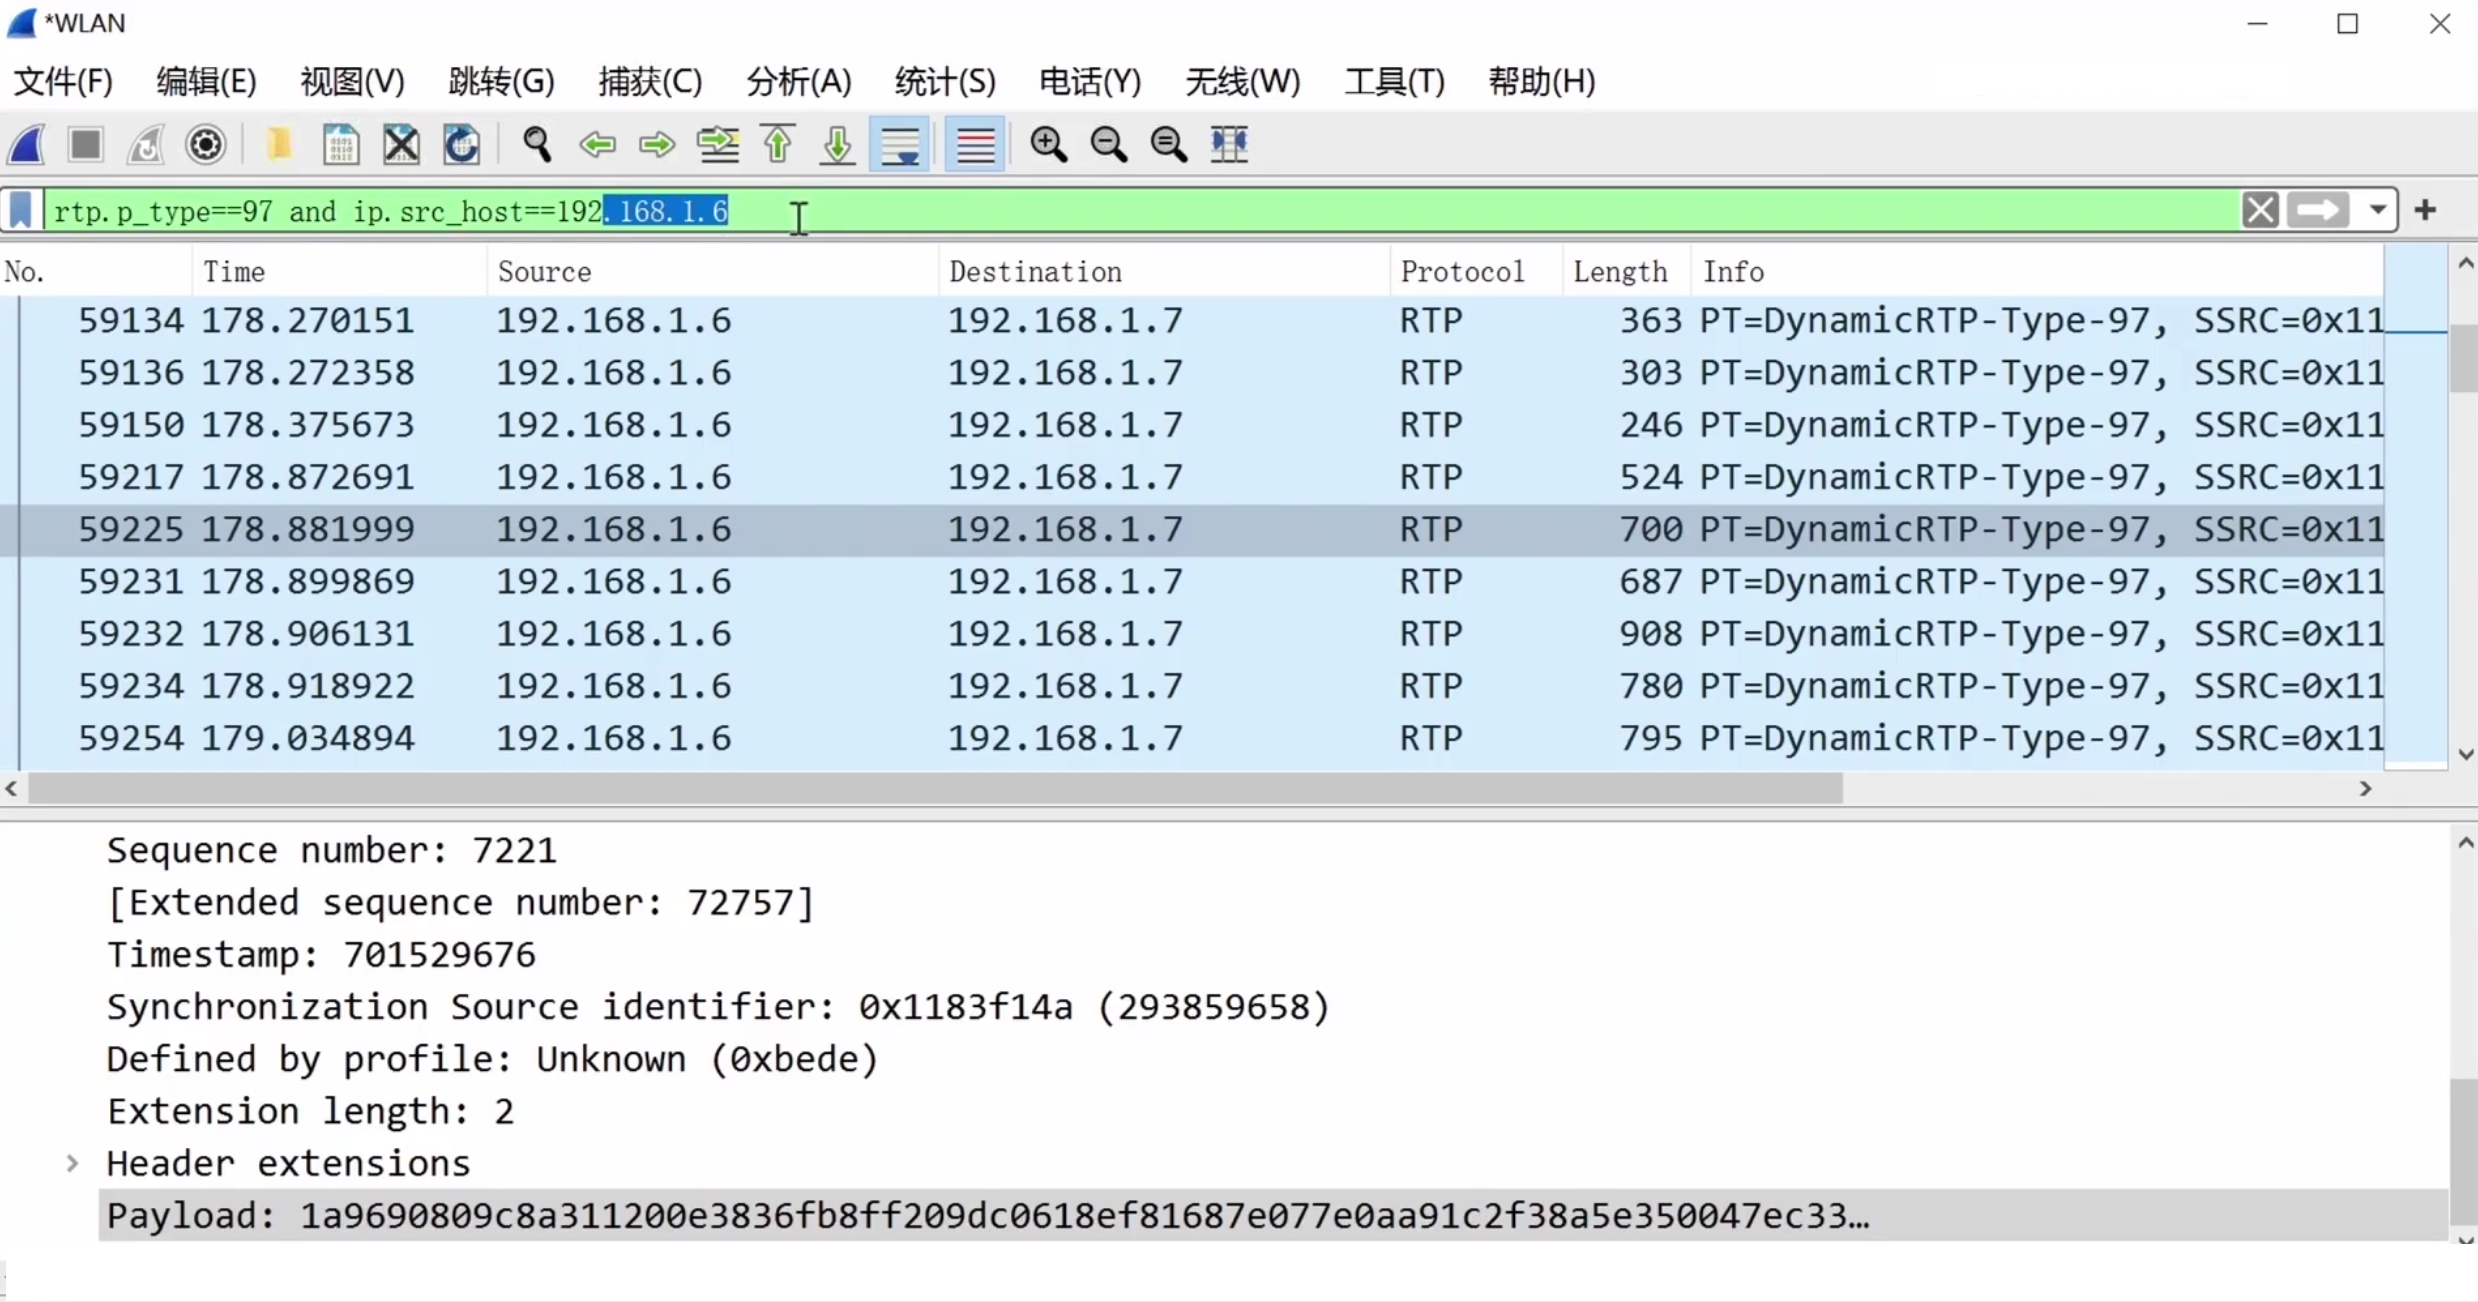 *WLAN
文件(F) 编辑(E) 视图(V) 跳转(G) 捕获(C) 分析(A) 统计(S) 电话(Y) 无线(W) 工具(T) 帮助(H)
rtp.p_type==97 and ip.src_host==192.168.1.6
No. Time Source Destination Protocol Length Info
59134 178.270151 192.168.1.6 192.168.1.7 RTP 363 PT=DynamicRTP-Type-97, SSRC=0x11
59136 178.272358 192.168.1.6 192.168.1.7 RTP 303 PT=DynamicRTP-Type-97, SSRC=0x11
59150 178.375673 192.168.1.6 192.168.1.7 RTP 246 PT=DynamicRTP-Type-97, SSRC=0x11
59217 178.872691 192.168.1.6 192.168.1.7 RTP 524 PT=DynamicRTP-Type-97, SSRC=0x11
59225 178.881999 192.168.1.6 192.168.1.7 RTP 700 PT=DynamicRTP-Type-97, SSRC=0x11
59231 178.899869 192.168.1.6 192.168.1.7 RTP 687 PT=DynamicRTP-Type-97, SSRC=0x11
59232 178.906131 192.168.1.6 192.168.1.7 RTP 908 PT=DynamicRTP-Type-97, SSRC=0x11
59234 178.918922 192.168.1.6 192.168.1.7 RTP 780 PT=DynamicRTP-Type-97, SSRC=0x11
59254 179.034894 192.168.1.6 192.168.1.7 RTP 795 PT=DynamicRTP-Type-97, SSRC=0x11
Sequence number: 7221
[Extended sequence number: 72757]
Timestamp: 701529676
Synchronization Source identifier: 0x1183f14a (293859658)
Defined by profile: Unknown (0xbede)
Extension length: 2
Header extensions
Payload: 1a9690809c8a311200e3836fb8ff209dc0618ef81687e077e0aa91c2f38a5e350047ec33…